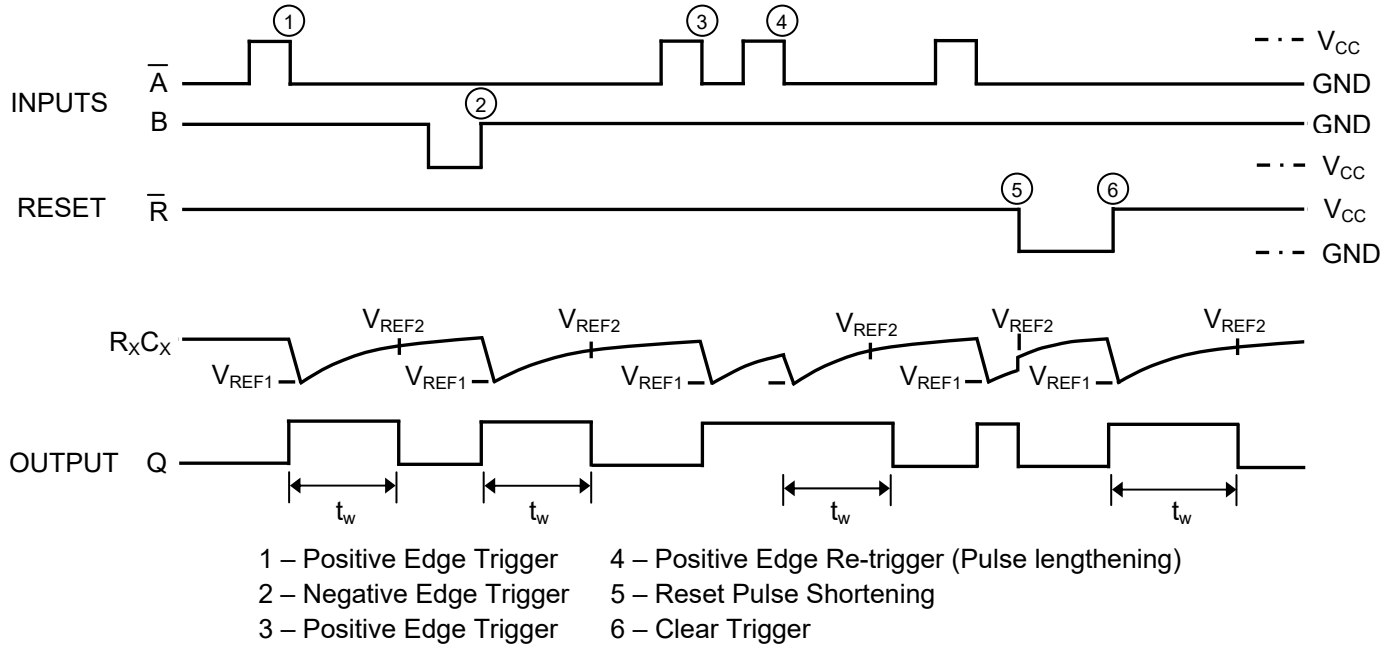 1 3 4
V_CC
A̅ GND
INPUTS
2
B GND
V_CC
5 6
RESET R̅ V_CC
GND
V_REF2 V_REF2 V_REF2 V_REF2 V_REF2
R_XC_X
V_REF1 V_REF1 V_REF1 V_REF1 V_REF1
OUTPUT Q
t_w t_w t_w t_w
1 – Positive Edge Trigger
2 – Negative Edge Trigger
3 – Positive Edge Trigger
4 – Positive Edge Re-trigger (Pulse lengthening)
5 – Reset Pulse Shortening
6 – Clear Trigger